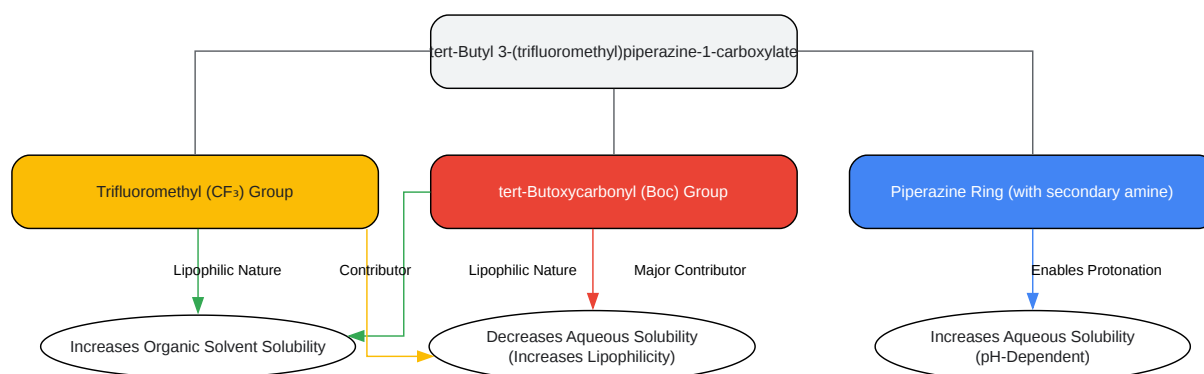 tert-Butyl 3-(trifluoromethyl)piperazine-1-carboxylate
Trifluoromethyl (CF₃) Group
tert-Butoxycarbonyl (Boc) Group
Piperazine Ring (with secondary amine)
Lipophilic Nature
Contributor
Lipophilic Nature
Major Contributor
Enables Protonation
Increases Organic Solvent Solubility
Decreases Aqueous Solubility
(Increases Lipophilicity)
Increases Aqueous Solubility
(pH-Dependent)